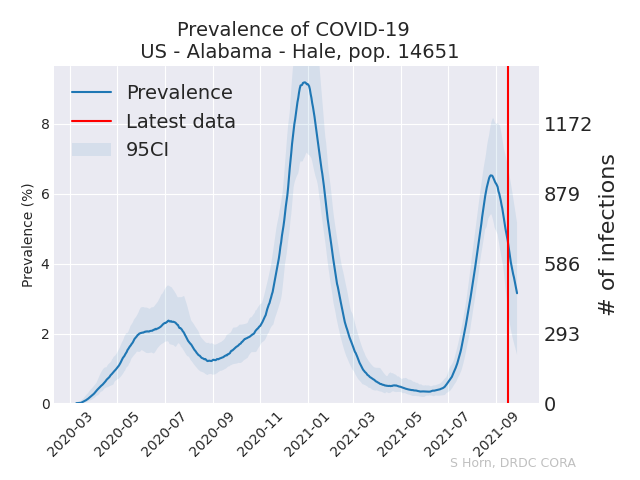 Prevalence of COVID-19
US - Alabama - Hale, pop. 14651
Prevalence
Latest data
95CI
Prevalence (%)
8
6
4
2
0
1172
879
586
293
0
# of infections
2020-03
2020-05
2020-07
2020-09
2020-11
2021-01
2021-03
2021-05
2021-07
2021-09
S Horn, DRDC CORA